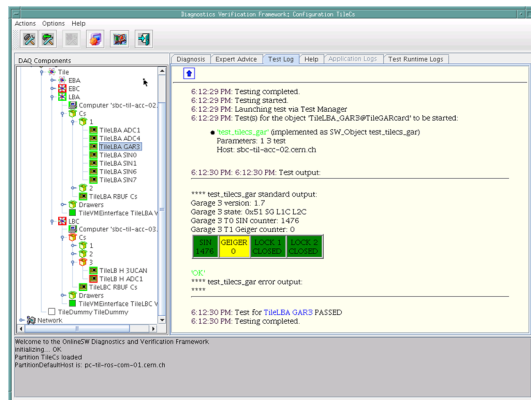 Diagnostics Verification Framework: Configuration TileCs
Actions Options Help
DAQ Components
Tile
EBA
EBC
LBA
Computer 'sbc-til-acc-02.
Cs
1
TileLBA ADC1
TileLBA ADC4
TileLBA GAR3
TileLBA SIN0
TileLBA SIN1
TileLBA SIN6
TileLBA SIN7
2
TileLBA RBUF Cs
Drawers
TileVMEinterface TileLBA V
LBC
Computer 'sbc-til-acc-03.
Cs
1
2
3
TileLB H 3UCAN
TileLB H ADC1
TileLBC RBUF Cs
Drawers
TileVMEinterface TileLBC V
TileDummy TileDummy
Network
Diagnosis Expert Advice Test Log Help Application Logs Test Runtime Logs
6:12:29 PM: Testing completed.
6:12:29 PM: Testing started.
6:12:29 PM: Launching test via Test Manager
6:12:29 PM: Test(s) for the object 'TileLBA_GAR3@TileGARcard' to be started:
'test_tilecs_gar' (implemented as SW_Object test_tilecs_gar)
Parameters: 1 3 test
Host: sbc-til-acc-02.cern.ch
6:12:30 PM: 6:12:30 PM: Test output:
**** test_tilecs_gar standard output:
Garage 3 version: 1.7
Garage 3 state: 0x51 SG L1C L2C
Garage 3 T0 SIN counter: 1476
Garage 3 T1 Geiger counter: 0
SIN GEIGER LOCK 1 LOCK 2
1476 0 CLOSED CLOSED
'OK'
**** test_tilecs_gar error output:
****
6:12:30 PM: Test for TileLBA GAR3 PASSED
6:12:30 PM: Testing completed.
Welcome to the OnlineSW Diagnostics and Verification Framework
Initializing... OK
Partition TileCs loaded
PartitionDefaultHost is: pc-til-ros-com-01.cern.ch